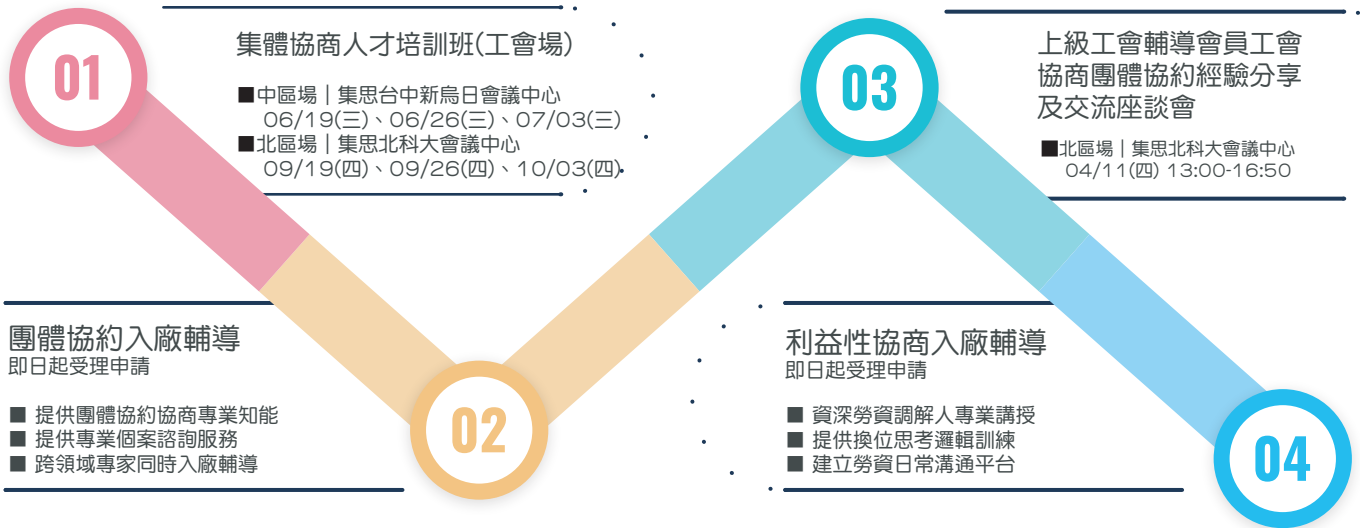 01
集體協商人才培訓班(工會場)
■中區場｜集思台中新烏日會議中心
06/19(三)、06/26(三)、07/03(三)
■北區場｜集思北科大會議中心
09/19(四)、09/26(四)、10/03(四)
團體協約入廠輔導
即日起受理申請
■ 提供團體協約協商專業知能
■ 提供專業個案諮詢服務
■ 跨領域專家同時入廠輔導
02
03
上級工會輔導會員工會
協商團體協約經驗分享
及交流座談會
■北區場｜集思北科大會議中心
04/11(四) 13:00-16:50
利益性協商入廠輔導
即日起受理申請
■ 資深勞資調解人專業講授
■ 提供換位思考邏輯訓練
■ 建立勞資日常溝通平台
04